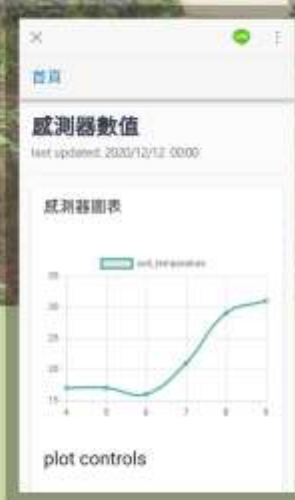 首頁
感測器數值
last updated: 2020/12/12 00:00
感測器圖表
soil_temperature
35
30
25
20
15
4 5 6 7 8 9
plot controls